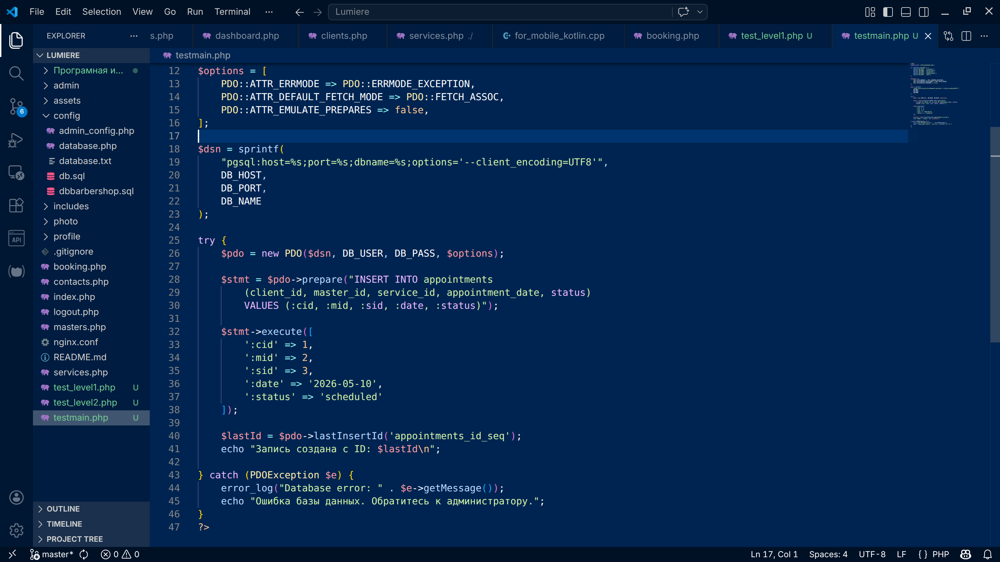 File Edit Selection View Go Run Terminal ··· Lumiere
EXPLORER ···
s.php dashboard.php clients.php services.php ./ for_mobile_kotlin.cpp booking.php test_level1.php U testmain.php U ···
LUMIERE
Програмная и...
admin
assets
config
admin_config.php
database.php
database.txt
db.sql
dbbarbershop.sql
includes
photo
profile
.gitignore
booking.php
contacts.php
index.php
logout.php
masters.php
nginx.conf
README.md
services.php
test_level1.php U
test_level2.php U
testmain.php U
OUTLINE
TIMELINE
PROJECT TREE
6
API
testmain.php
12 $options = [
13 PDO::ATTR_ERRMODE => PDO::ERRMODE_EXCEPTION,
14 PDO::ATTR_DEFAULT_FETCH_MODE => PDO::FETCH_ASSOC,
15 PDO::ATTR_EMULATE_PREPARES => false,
16 ];
17
18 $dsn = sprintf(
19 "pgsql:host=%s;port=%s;dbname=%s;options='--client_encoding=UTF8'",
20 DB_HOST,
21 DB_PORT,
22 DB_NAME
23 );
24
25 try {
26 $pdo = new PDO($dsn, DB_USER, DB_PASS, $options);
27
28 $stmt = $pdo->prepare("INSERT INTO appointments
29 (client_id, master_id, service_id, appointment_date, status)
30 VALUES (:cid, :mid, :sid, :date, :status)");
31
32 $stmt->execute([
33 ':cid' => 1,
34 ':mid' => 2,
35 ':sid' => 3,
36 ':date' => '2026-05-10',
37 ':status' => 'scheduled'
38 ]);
39
40 $lastId = $pdo->lastInsertId('appointments_id_seq');
41 echo "Запись создана с ID: $lastId\n";
42
43 } catch (PDOException $e) {
44 error_log("Database error: " . $e->getMessage());
45 echo "Ошибка базы данных. Обратитесь к администратору.";
46 }
47 ?>
master* 0 0 Ln 17, Col 1 Spaces: 4 UTF-8 LF { } PHP